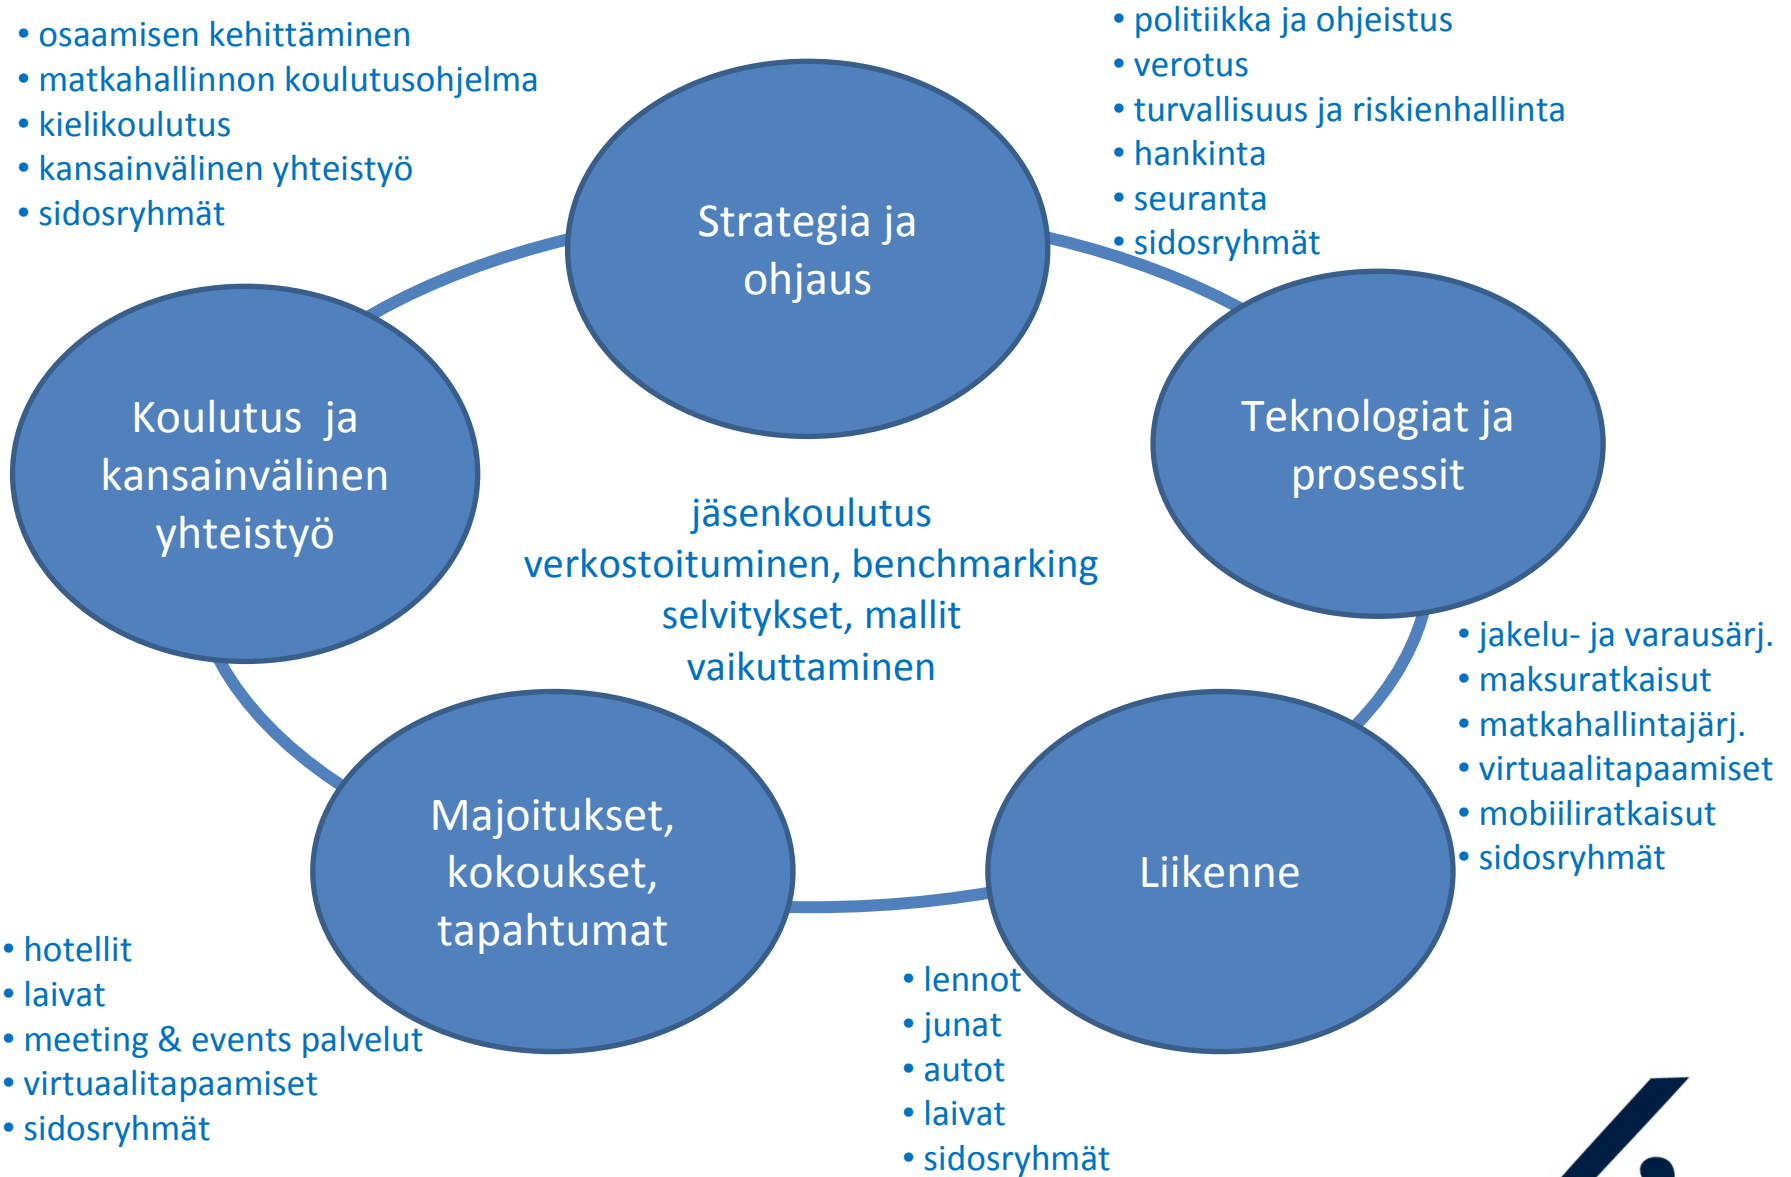 • osaamisen kehittäminen
• matkahallinnon koulutusohjelma
• kielikoulutus
• kansainvälinen yhteistyö
• sidosryhmät
• politiikka ja ohjeistus
• verotus
• turvallisuus ja riskienhallinta
• hankinta
• seuranta
• sidosryhmät
Strategia ja
ohjaus
Koulutus ja
kansainvälinen
yhteistyö
Teknologiat ja
prosessit
jäsenkoulutus
verkostoituminen, benchmarking
selvitykset, mallit
vaikuttaminen
• jakelu- ja varausärj.
• maksuratkaisut
• matkahallintajärj.
• virtuaalitapaamiset
• mobiiliratkaisut
• sidosryhmät
Majoitukset,
kokoukset,
tapahtumat
Liikenne
• hotellit
• laivat
• meeting & events palvelut
• virtuaalitapaamiset
• sidosryhmät
• lennot
• junat
• autot
• laivat
• sidosryhmät